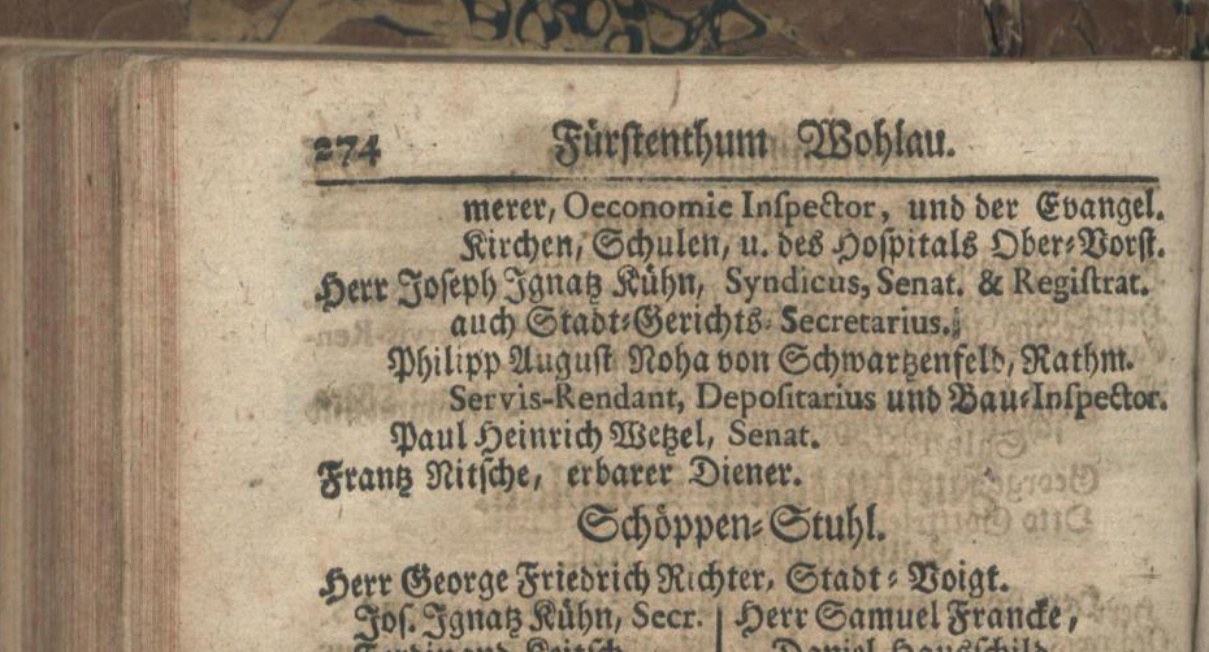 274 Fürſtenthum Wohlau.
merer, Oeconomie Inſpector, und der Evangel.
Kirchen, Schulen, u. des Hoſpitals Ober⸗Vorſt.
Herr Joſeph Ignatz Kühn, Syndicus, Senat. & Regiſtrat.
auch Stadt⸗Gerichts⸗Secretarius.
Philipp Auguſt Noha von Schwartzenfeld, Rathm.
Servis-Rendant, Depoſitarius und Bau⸗Inſpector.
Paul Heinrich Wetzel, Senat.
Frantz Nitſche, erbarer Diener.
Schöppen⸗Stuhl.
Herr George Friedrich Richter, Stadt⸗Voigt.
Joſ. Ignatz Kühn, Secr. | Herr Samuel Francke,
Ferdinand | Daniel Hausſchild